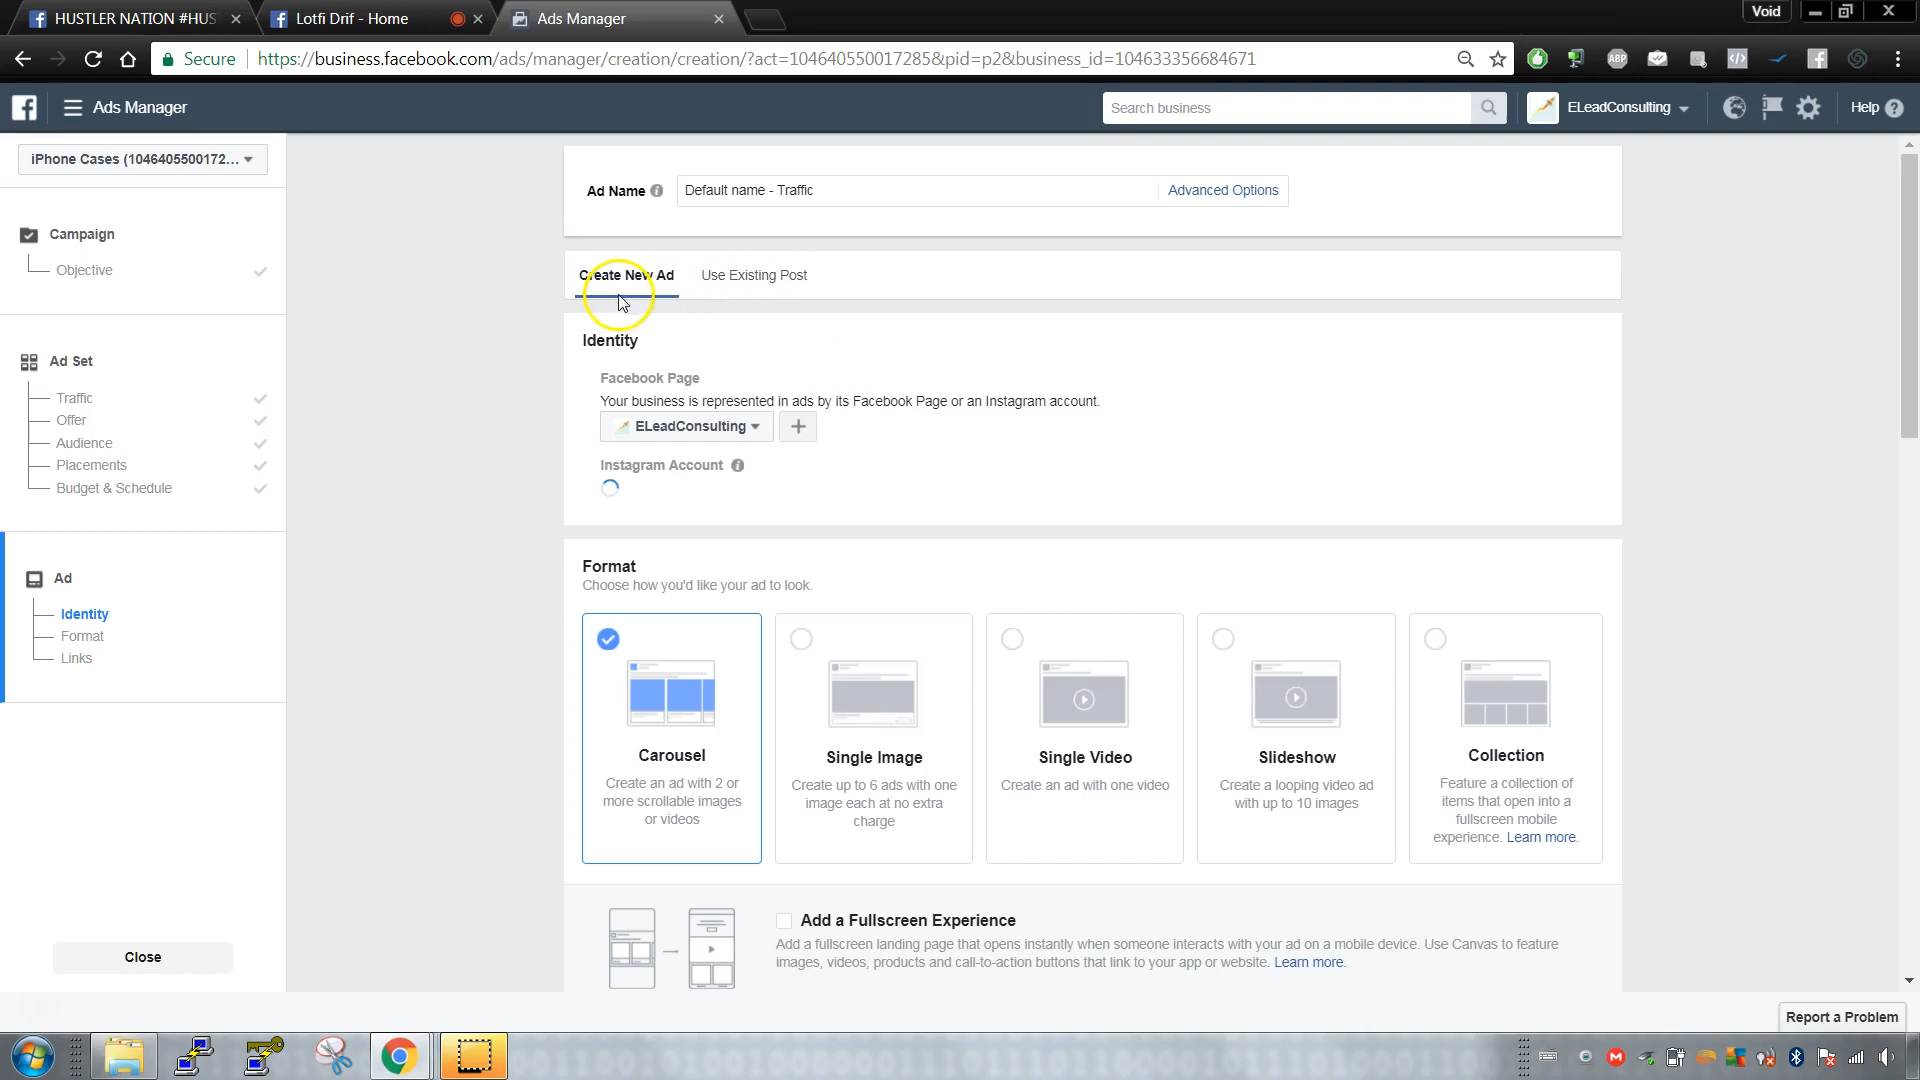 HUSTLER NATION #HUS
Lotfi Drif - Home
Ads Manager
Void
Secure
https://business.facebook.com/ads/manager/creation/creation/?act=104640550017285&pid=p2&business_id=104633356684671
ABP
Ads Manager
Search business
ELeadConsulting
Help
iPhone Cases (1046405500172...
Campaign
Objective
Ad Set
Traffic
Offer
Audience
Placements
Budget & Schedule
Ad
Identity
Format
Links
Close
Ad Name
Default name - Traffic
Advanced Options
Create New Ad
Use Existing Post
Identity
Facebook Page
Your business is represented in ads by its Facebook Page or an Instagram account.
ELeadConsulting
Instagram Account
Format
Choose how you'd like your ad to look.
Carousel
Create an ad with 2 or
more scrollable images
or videos
Single Image
Create up to 6 ads with one
image each at no extra
charge
Single Video
Create an ad with one video
Slideshow
Create a looping video ad
with up to 10 images
Collection
Feature a collection of
items that open into a
fullscreen mobile
experience. Learn more.
Add a Fullscreen Experience
Add a fullscreen landing page that opens instantly when someone interacts with your ad on a mobile device. Use Canvas to feature
images, videos, products and call-to-action buttons that link to your app or website. Learn more.
Report a Problem